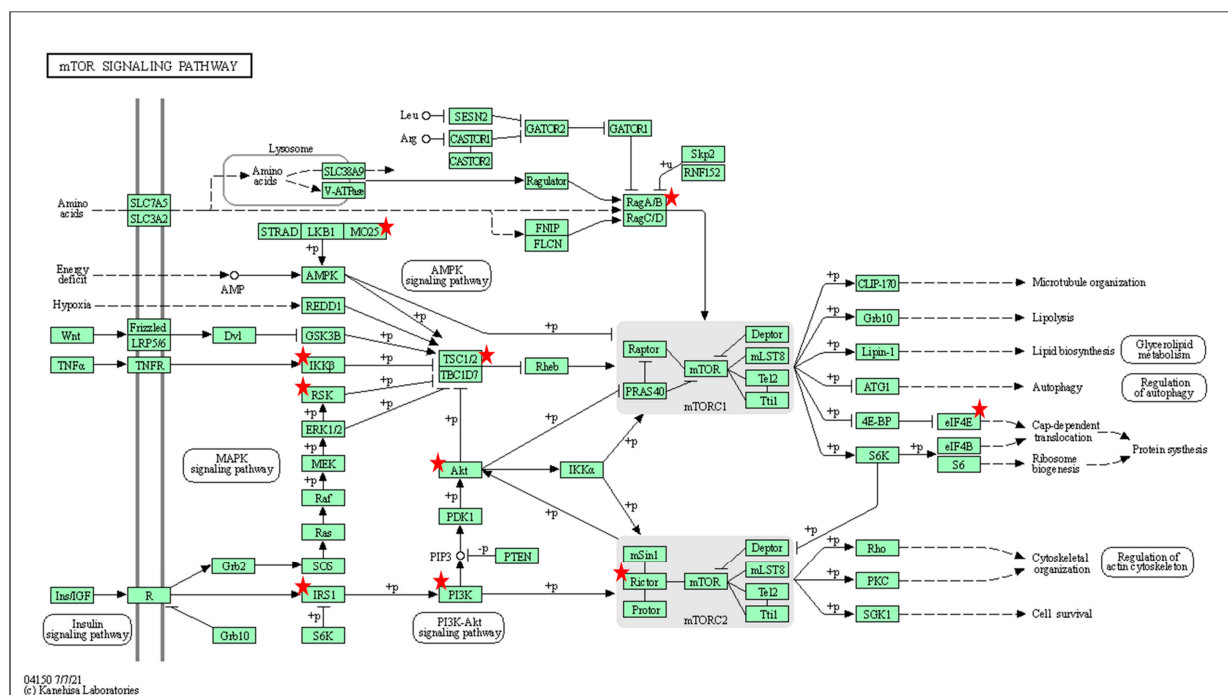 mTOR SIGNALING PATHWAY
Leu
SESN2
GATOR2
GATOR1
Arg
CASTOR1
CASTOR2
Skp2
RNF152
+u
Lysosome
Amino
acids
SLC38A9
V-ATPase
Ragulator
RagA/B
RagC/D
Amino
acids
SLC7A5
SLC3A2
FNIP
FLCN
STRAD
LKB1
MO25
+p
Energy
deficit
AMP
AMPK
AMPK
signaling pathway
Hypoxia
REDD1
+p
+p
Wnt
Frizzled
LRP5/6
Dvl
GSK3B
+p
TNFα
TNFR
IKKβ
+p
TSC1/2
TBC1D7
Rheb
RSK
+p
+p
ERK1/2
+p
+p
MAPK
signaling pathway
MEK
+p
Raf
Ras
SOS
Grb2
Ins/IGF
R
IRS1
+p
+p
S6K
Grb10
Insulin
signaling pathway
+p
Akt
+p
PDK1
PIP3
-p
PTEN
PI3K
PI3K-Akt
signaling pathway
IKKα
+p
+p
+p
+p
Raptor
PRAS40
mTOR
Deptor
mLST8
Tel2
Tti1
mTORC1
mSin1
Rictor
Protor
mTOR
Deptor
mLST8
Tel2
Tti1
mTORC2
+p
CLIP-170
Microtubule organization
+p
Grb10
Lipolysis
+p
Lipin-1
Lipid biosynthesis
Glycerolipid
metabolism
+p
ATG1
Autophagy
Regulation
of autophagy
+p
4E-BP
eIF4E
Cap-dependent
translocation
+p
S6K
+p
eIF4B
S6
Ribosome
biogenesis
Protein systhesis
+p
+p
Rho
Cytoskeletal
organization
Regulation of
actin cytoskeleton
+p
PKC
+p
SGK1
Cell survival
04150 7/7/21
(c) Kanehisa Laboratories